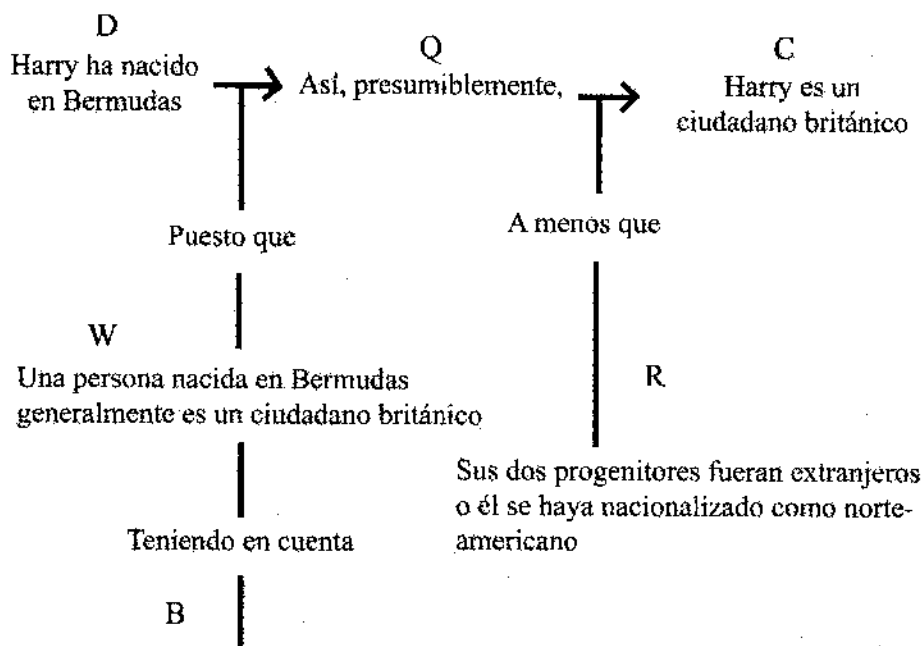 D
Harry ha nacido
en Bermudas
Q
Así, presumiblemente,
C
Harry es un
ciudadano británico
Puesto que
A menos que
W
Una persona nacida en Bermudas
generalmente es un ciudadano británico
R
Sus dos progenitores fueran extranjeros
o él se haya nacionalizado como norte-
americano
Teniendo en cuenta
B